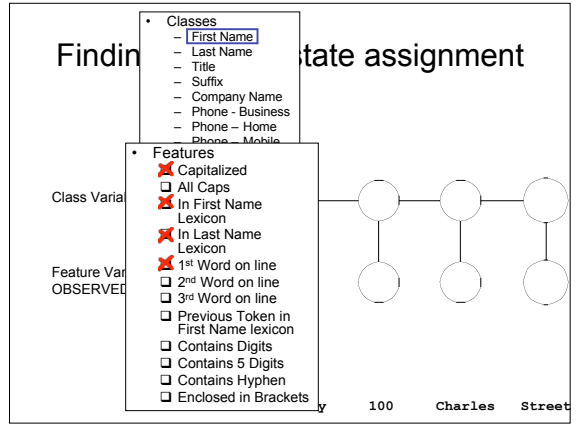 Findin
state assignment
• Classes
– First Name
– Last Name
– Title
– Suffix
– Company Name
– Phone - Business
– Phone – Home
– Phone – Mobile
• Features
Capitalized
All Caps
In First Name
Lexicon
In Last Name
Lexicon
1st Word on line
2nd Word on line
3rd Word on line
Previous Token in
First Name lexicon
Contains Digits
Contains 5 Digits
Contains Hyphen
Enclosed in Brackets
Class Varia
Feature Var
OBSERVED
y 100 Charles Street